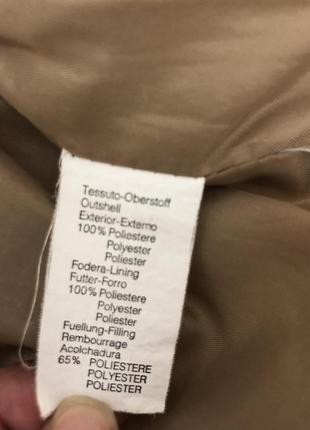 Tessuto-Oberstoff
Outshell
Exterior-Externo
100% Poliestere
Polyester
Poliester
Fodera-Lining
Futter-Forro
100% Poliestere
Polyester
Poliester
Fuellung-Filling
Rembourrage
Acolchadura
65% POLIESTERE
POLYESTER
POLIESTER